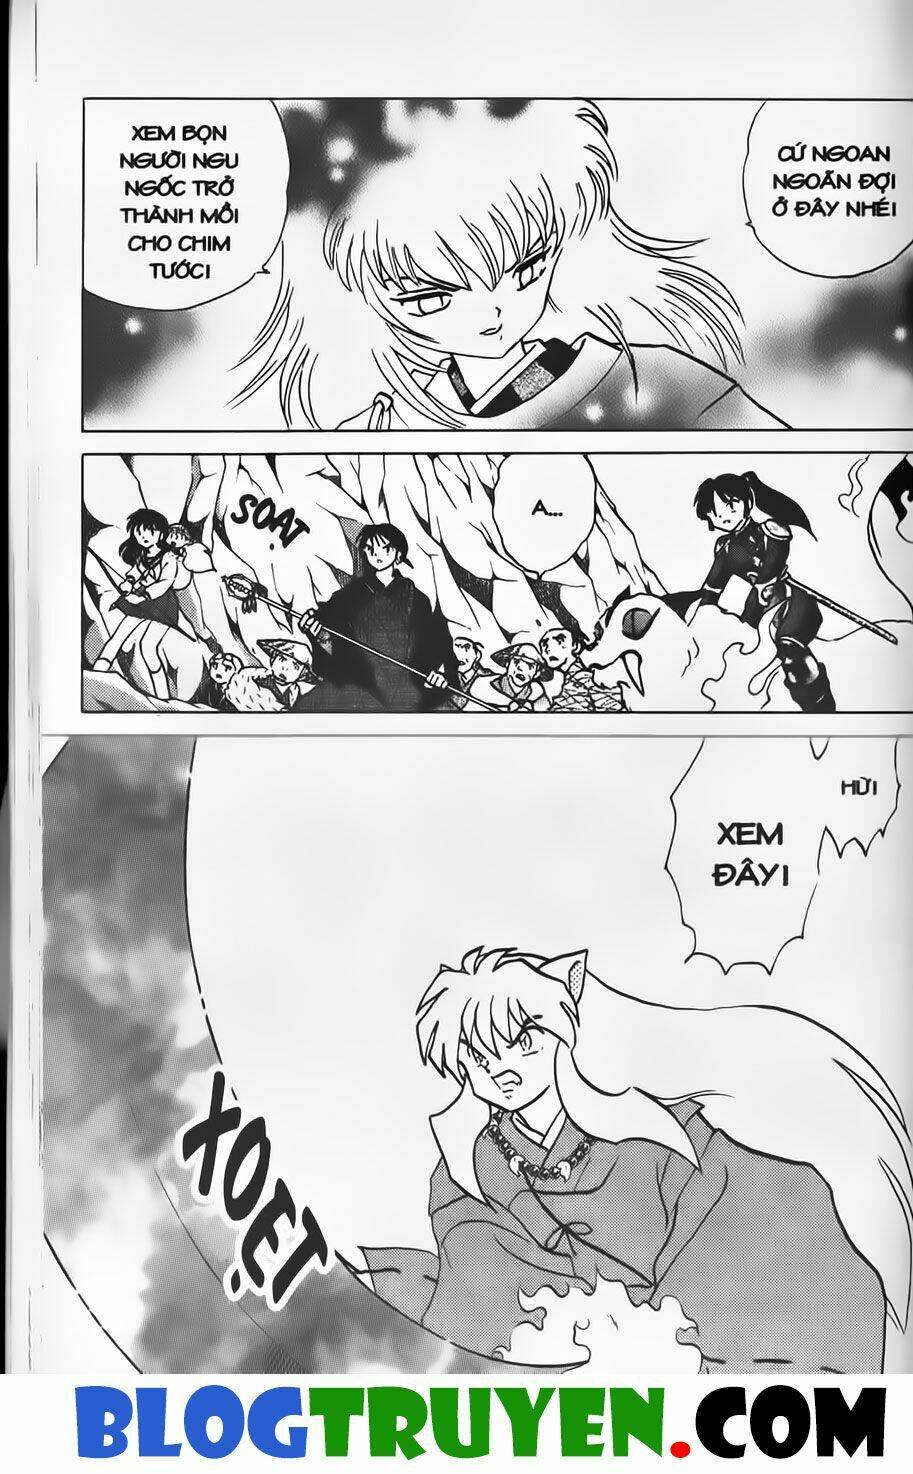 CỨ NGOAN
NGOÃN ĐỢI
Ở ĐÂY NHÉ!
XEM BỌN
NGƯỜI NGU
NGỐC TRỞ
THÀNH MỒI
CHO CHIM
TƯỚC!
A...
SOẠT
HỪ!
XEM
ĐÂY!
XOẸT
BLOGTRUYEN.COM